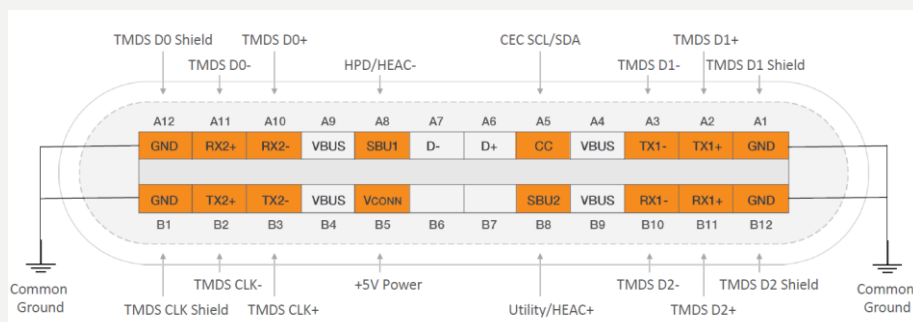 TMDS D0 Shield
TMDS D0-
TMDS D0+
HPD/HEAC-
CEC SCL/SDA
TMDS D1-
TMDS D1+
TMDS D1 Shield
A12 A11 A10 A9 A8 A7 A6 A5 A4 A3 A2 A1
GND RX2+ RX2- VBUS SBU1 D- D+ CC VBUS TX1- TX1+ GND
GND TX2+ TX2- VBUS VCONN SBU2 VBUS RX1- RX1+ GND
B1 B2 B3 B4 B5 B6 B7 B8 B9 B10 B11 B12
Common
Ground
TMDS CLK Shield
TMDS CLK-
TMDS CLK+
+5V Power
Utility/HEAC+
TMDS D2-
TMDS D2+
TMDS D2 Shield
Common
Ground